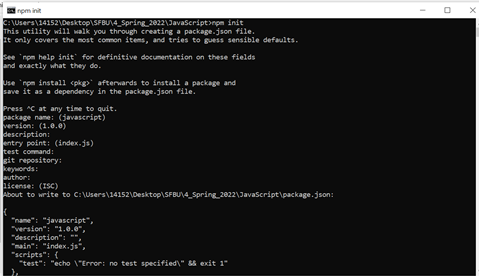 npm init
C:\Users\14152\Desktop\SFBU\4_Spring_2022\JavaScript>npm init
This utility will walk you through creating a package.json file.
It only covers the most common items, and tries to guess sensible defaults.
See `npm help init` for definitive documentation on these fields
and exactly what they do.
Use `npm install <pkg>` afterwards to install a package and
save it as a dependency in the package.json file.
Press ^C at any time to quit.
package name: (javascript)
version: (1.0.0)
description:
entry point: (index.js)
test command:
git repository:
keywords:
author:
license: (ISC)
About to write to C:\Users\14152\Desktop\SFBU\4_Spring_2022\JavaScript\package.json:
{
"name": "javascript",
"version": "1.0.0",
"description": "",
"main": "index.js",
"scripts": {
"test": "echo \"Error: no test specified\" && exit 1"
},